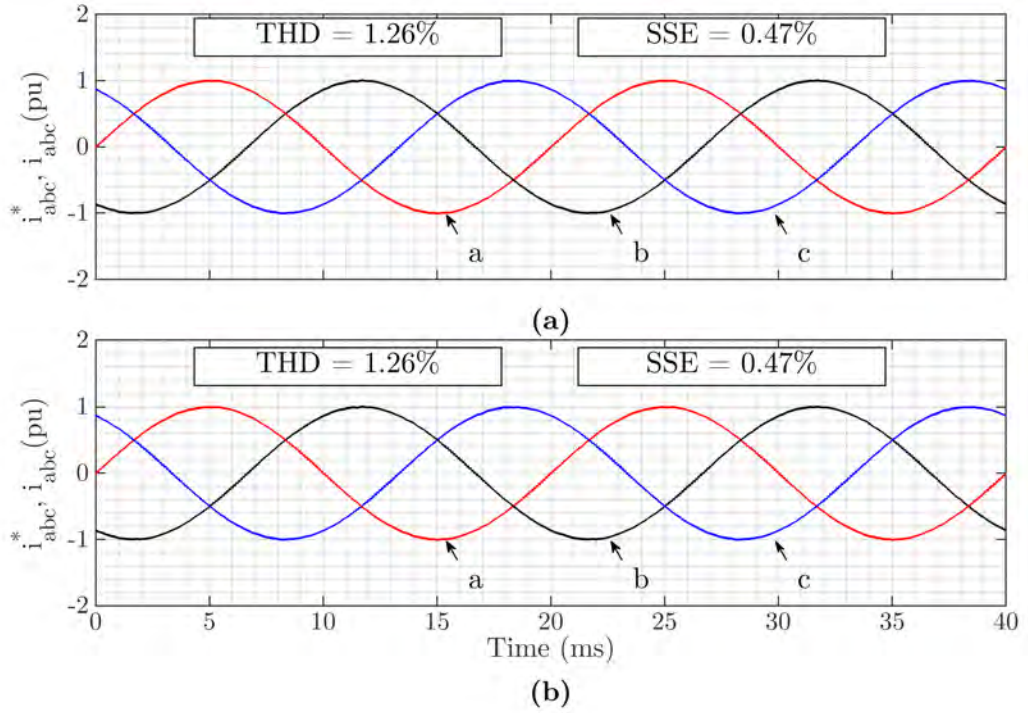 THD = 1.26% SSE = 0.47%
2
1
0
-1
-2
i*abc, iabc(pu)
a b c
(a)
THD = 1.26% SSE = 0.47%
2
1
0
-1
-2
i*abc, iabc(pu)
a b c
0 5 10 15 20 25 30 35 40
Time (ms)
(b)